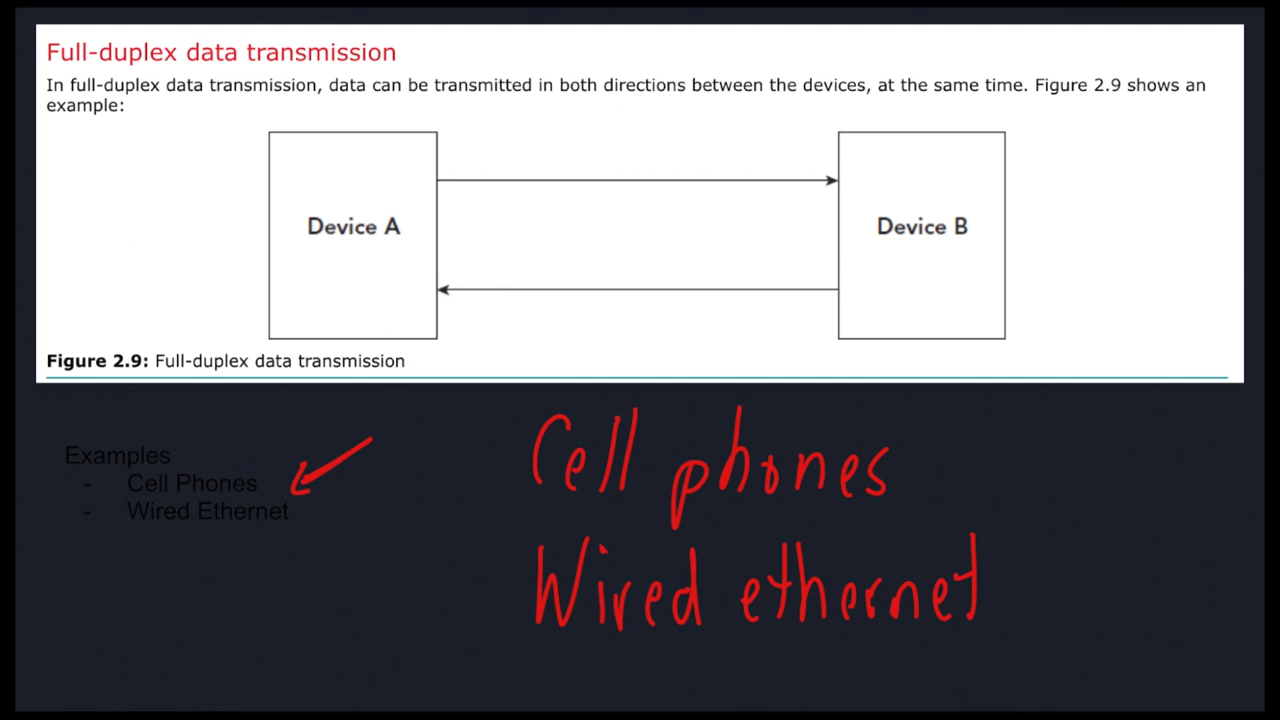 Full-duplex data transmission
In full-duplex data transmission, data can be transmitted in both directions between the devices, at the same time. Figure 2.9 shows an
example:
Device A
Device B
Figure 2.9: Full-duplex data transmission
Examples
- Cell Phones
- Wired Ethernet
Cell phones
Wired ethernet